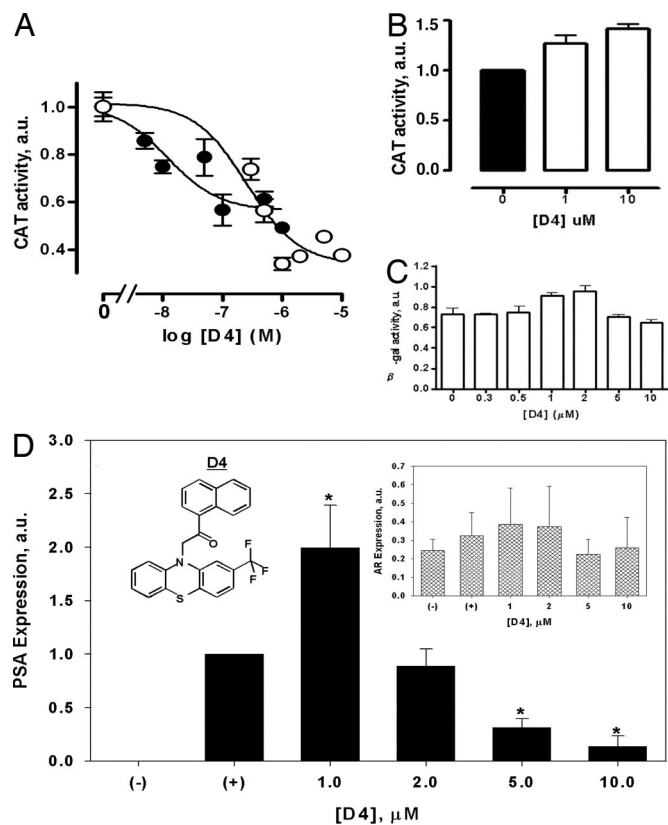 A
CAT activity, a.u.
1.0
0.8
0.6
0.4
0
-8
-7
-6
-5
log [D4] (M)
B
CAT activity, a.u.
1.5
1.0
0.5
0.0
0
1
10
[D4] uM
C
β -gal activity, a.u
1.2
1.0
0.8
0.6
0.4
0.2
0.0
0
0.3
0.5
1
2
5
10
[D4] (μM)
D
PSA Expression, a.u.
3.0
2.5
2.0
1.5
1.0
0.5
0.0
D4
O
N
S
F
F
F
*
*
*
AR Expression, a.u.
0.7
0.6
0.5
0.4
0.3
0.2
0.1
0.0
(-)
(+)
1
2
5
10
[D4], μM
(-)
(+)
1.0
2.0
5.0
10.0
[D4], μM